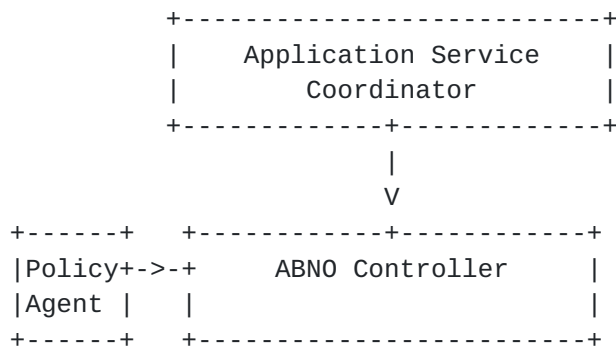 Application Service
Coordinator
Policy ABNO Controller
Agent